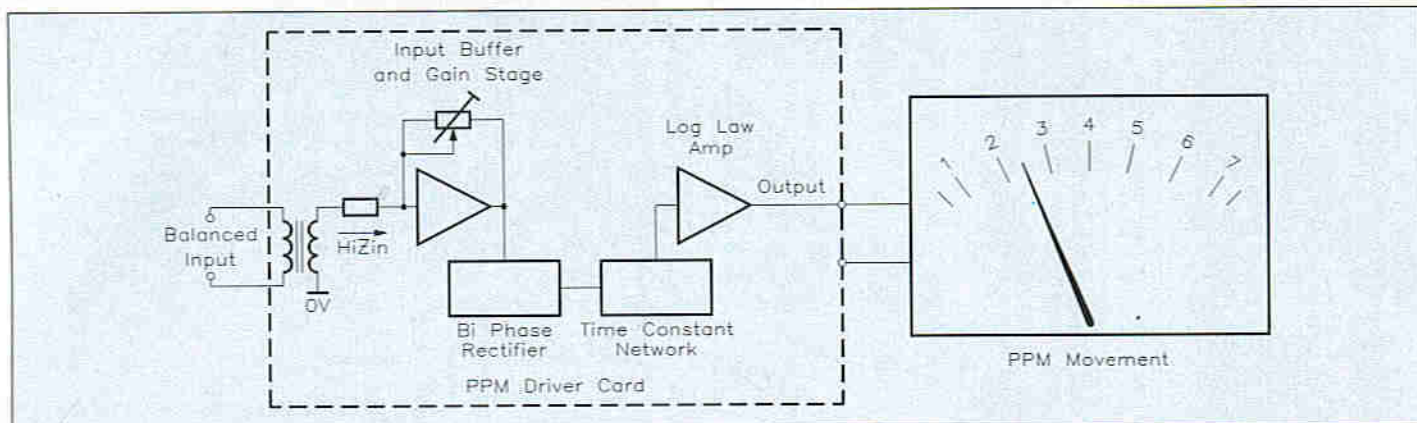 Input Buffer
and Gain Stage
Log Law
Amp
Output
1 2 3 4 5 6 7
Balanced
Input
HiZin
0V
Bi Phase
Rectifier
Time Constant
Network
PPM Driver Card
PPM Movement